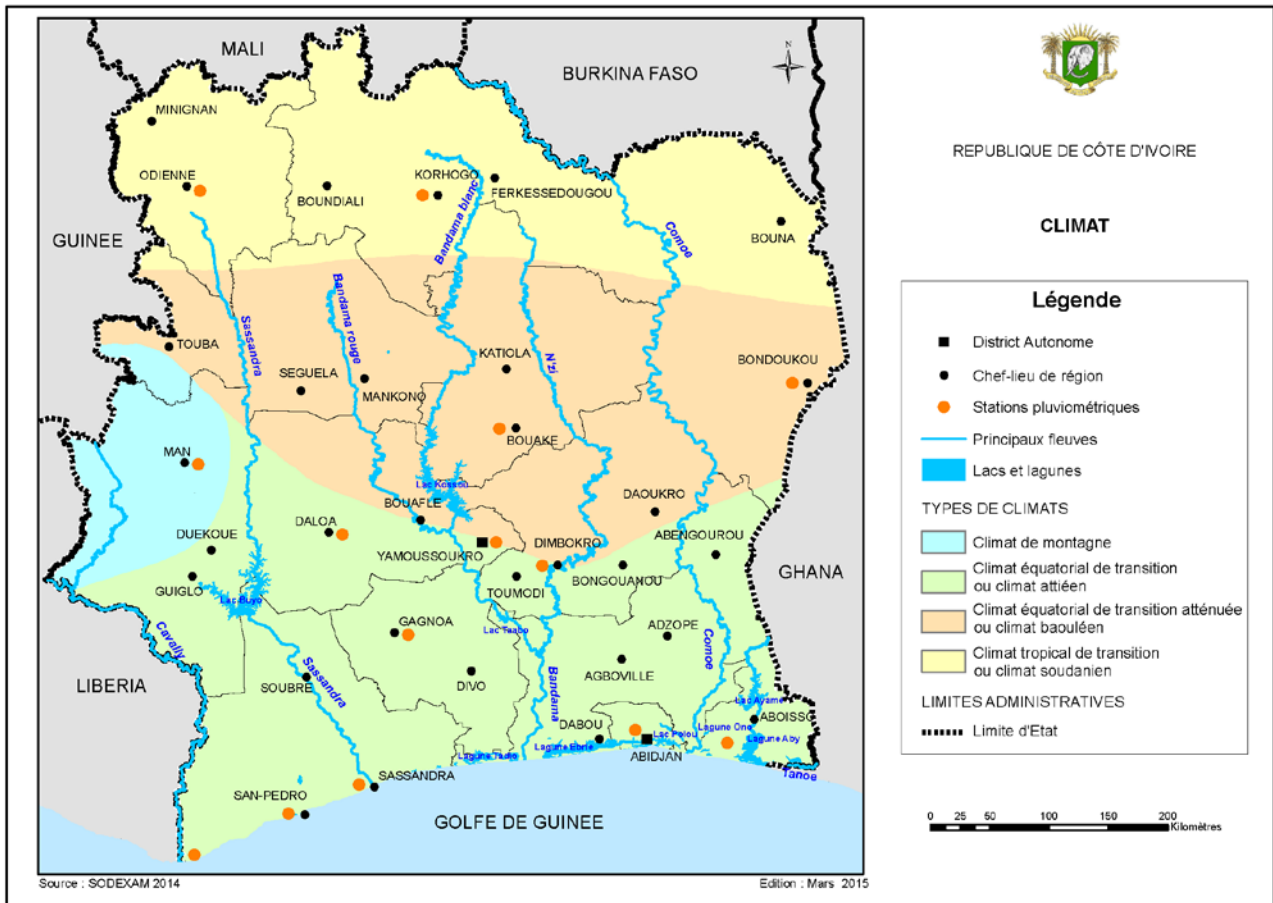 MALI
BURKINA FASO
MINIGNAN
ODIENNE
BOUNDIALI
KORHOGO
FERKESSEDOUGOU
Bandama blanc
Comoe
BOUNA
GUINEE
Bandama rouge
Sassandra
TOUBA
SEGUELA
MANKONO
KATIOLA
N'zi
BONDOUKOU
BOUAKE
MAN
Lac Kossou
BOUAFLE
DAOUKRO
DUEKOUE
DALOA
YAMOUSSOUKRO
DIMBOKRO
ABENGOUROU
GUIGLO
Lac Buyo
TOUMODI
BONGOUANOU
GHANA
Cavally
GAGNOA
Lac Taabo
ADZOPE
Comoe
LIBERIA
SOUBRE
Sassandra
DIVO
Bandama
AGBOVILLE
Lac Ayame
ABOISSO
DABOU
Lac Potou
Lagune Ono
Lagune Aby
Lagune Tadio
Lagune Ebrie
ABIDJAN
Tanoe
SASSANDRA
SAN-PEDRO
GOLFE DE GUINEE
Source : SODEXAM 2014
Edition : Mars 2015
N
REPUBLIQUE DE CÔTE D'IVOIRE
CLIMAT
Légende
District Autonome
Chef-lieu de région
Stations pluviométriques
Principaux fleuves
Lacs et lagunes
TYPES DE CLIMATS
Climat de montagne
Climat équatorial de transition
ou climat attiéen
Climat équatorial de transition atténuée
ou climat baouléen
Climat tropical de transition
ou climat soudanien
LIMITES ADMINISTRATIVES
Limite d'Etat
0 25 50 100 150 200
Kilomètres